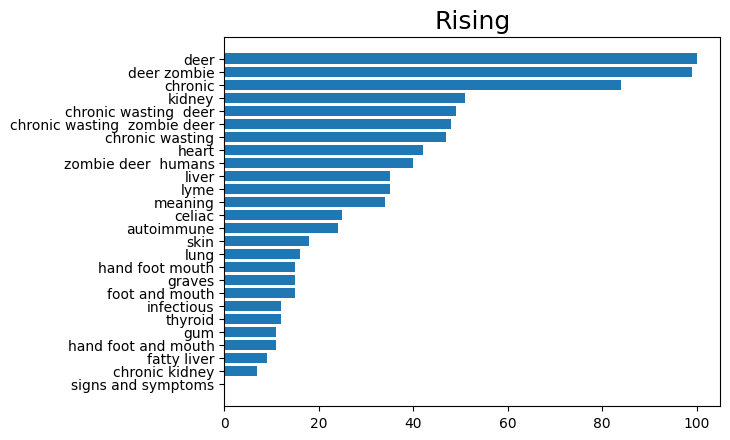 Rising
deer
deer zombie
chronic
kidney
chronic wasting  deer
chronic wasting  zombie deer
chronic wasting
heart
zombie deer  humans
liver
lyme
meaning
celiac
autoimmune
skin
lung
hand foot mouth
graves
foot and mouth
infectious
thyroid
gum
hand foot and mouth
fatty liver
chronic kidney
signs and symptoms
0 20 40 60 80 100